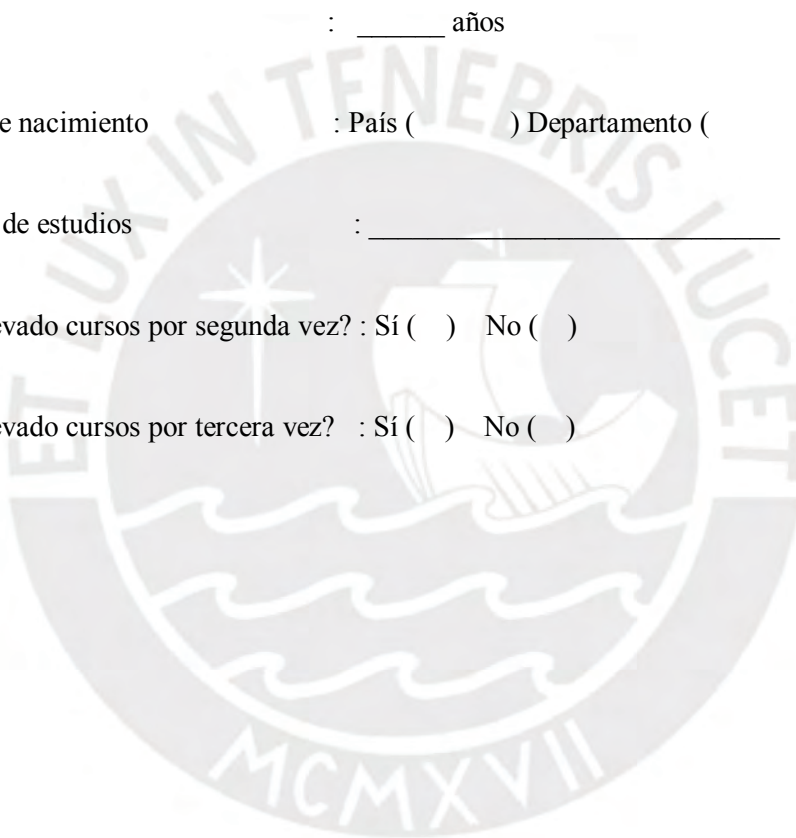 : ______ años
e nacimiento : País ( ) Departamento (
de estudios : ____________________________
evado cursos por segunda vez? : Sí ( ) No ( )
evado cursos por tercera vez? : Sí ( ) No ( )
ET LUX IN TENEBRIS LUCET
MCMXVII